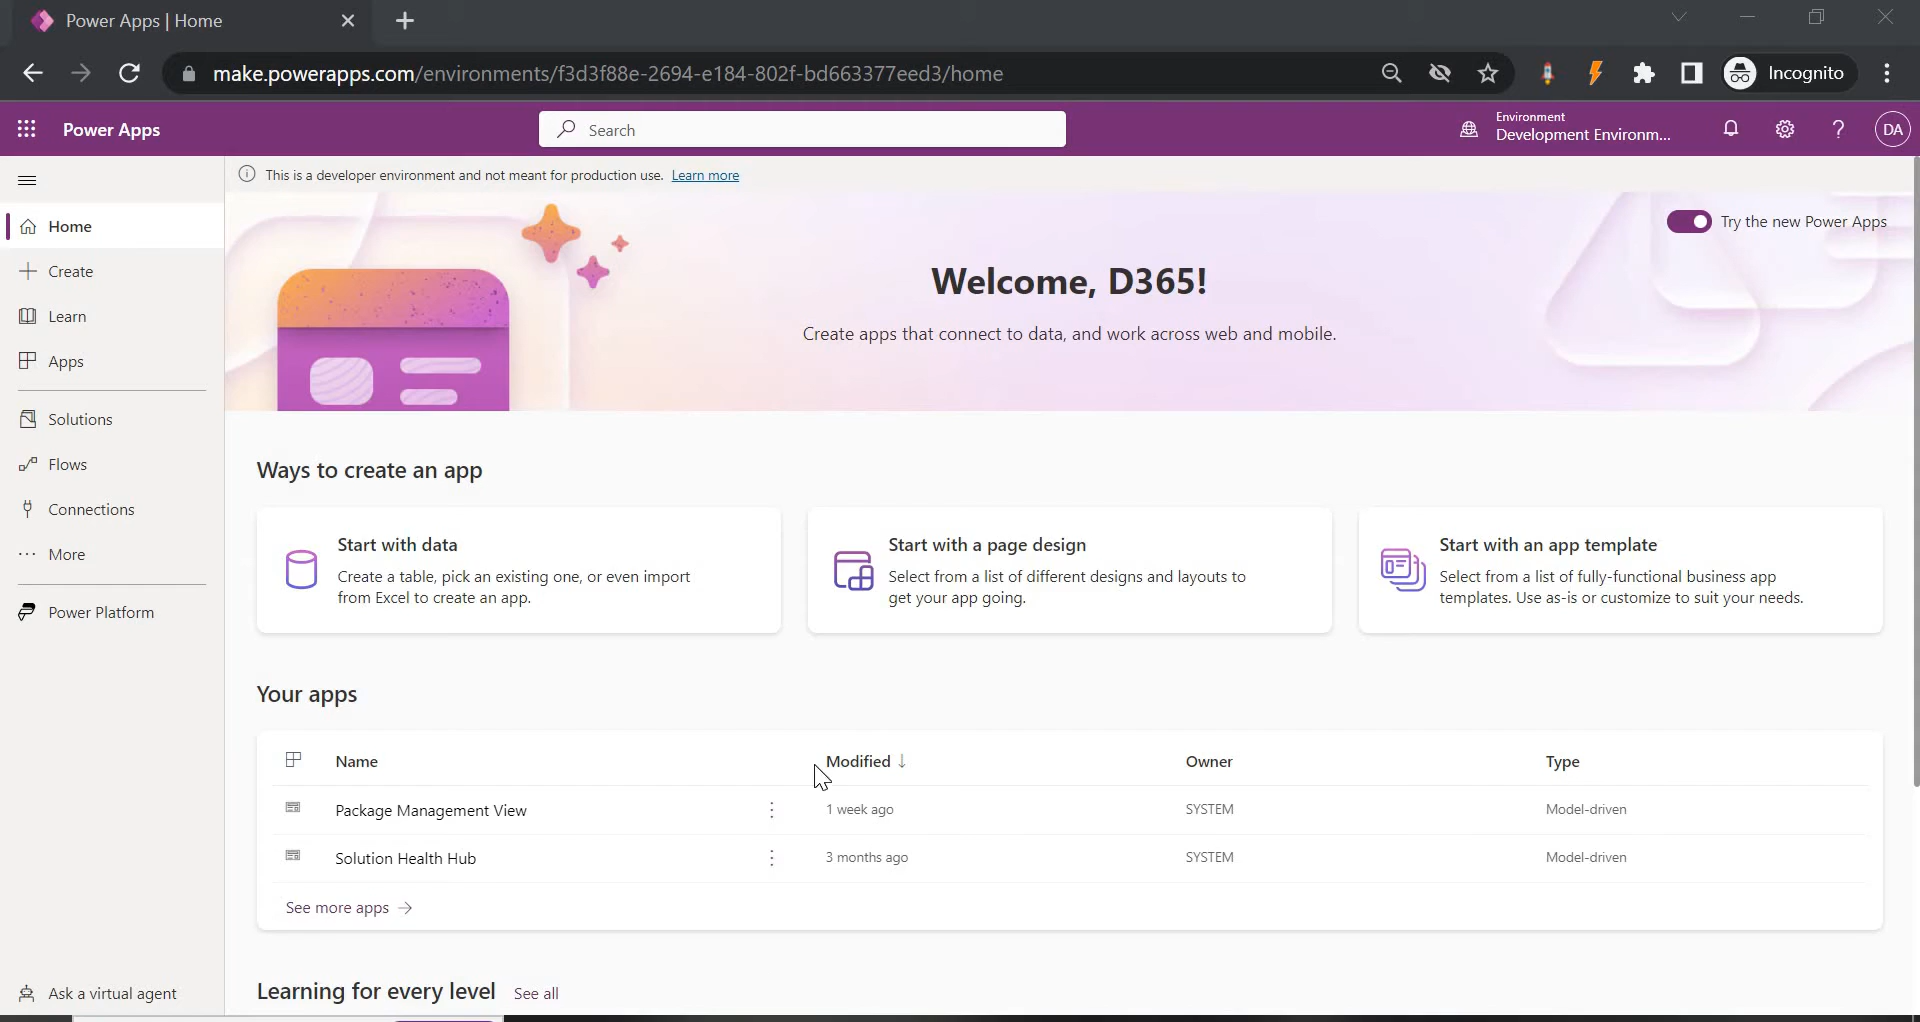 Power Apps | Home
make.powerapps.com/environments/f3d3f88e-2694-e184-802f-bd663377eed3/home
Incognito
Power Apps
Search
Environment
Development Environm...
DA
This is a developer environment and not meant for production use. Learn more
Home
Create
Learn
Apps
Solutions
Flows
Connections
More
Power Platform
Ask a virtual agent
Try the new Power Apps
Welcome, D365!
Create apps that connect to data, and work across web and mobile.
Ways to create an app
Start with data
Create a table, pick an existing one, or even import
from Excel to create an app.
Start with a page design
Select from a list of different designs and layouts to
get your app going.
Start with an app template
Select from a list of fully-functional business app
templates. Use as-is or customize to suit your needs.
Your apps
Name Modified ↓ Owner Type
Package Management View 1 week ago SYSTEM Model-driven
Solution Health Hub 3 months ago SYSTEM Model-driven
See more apps →
Learning for every level See all